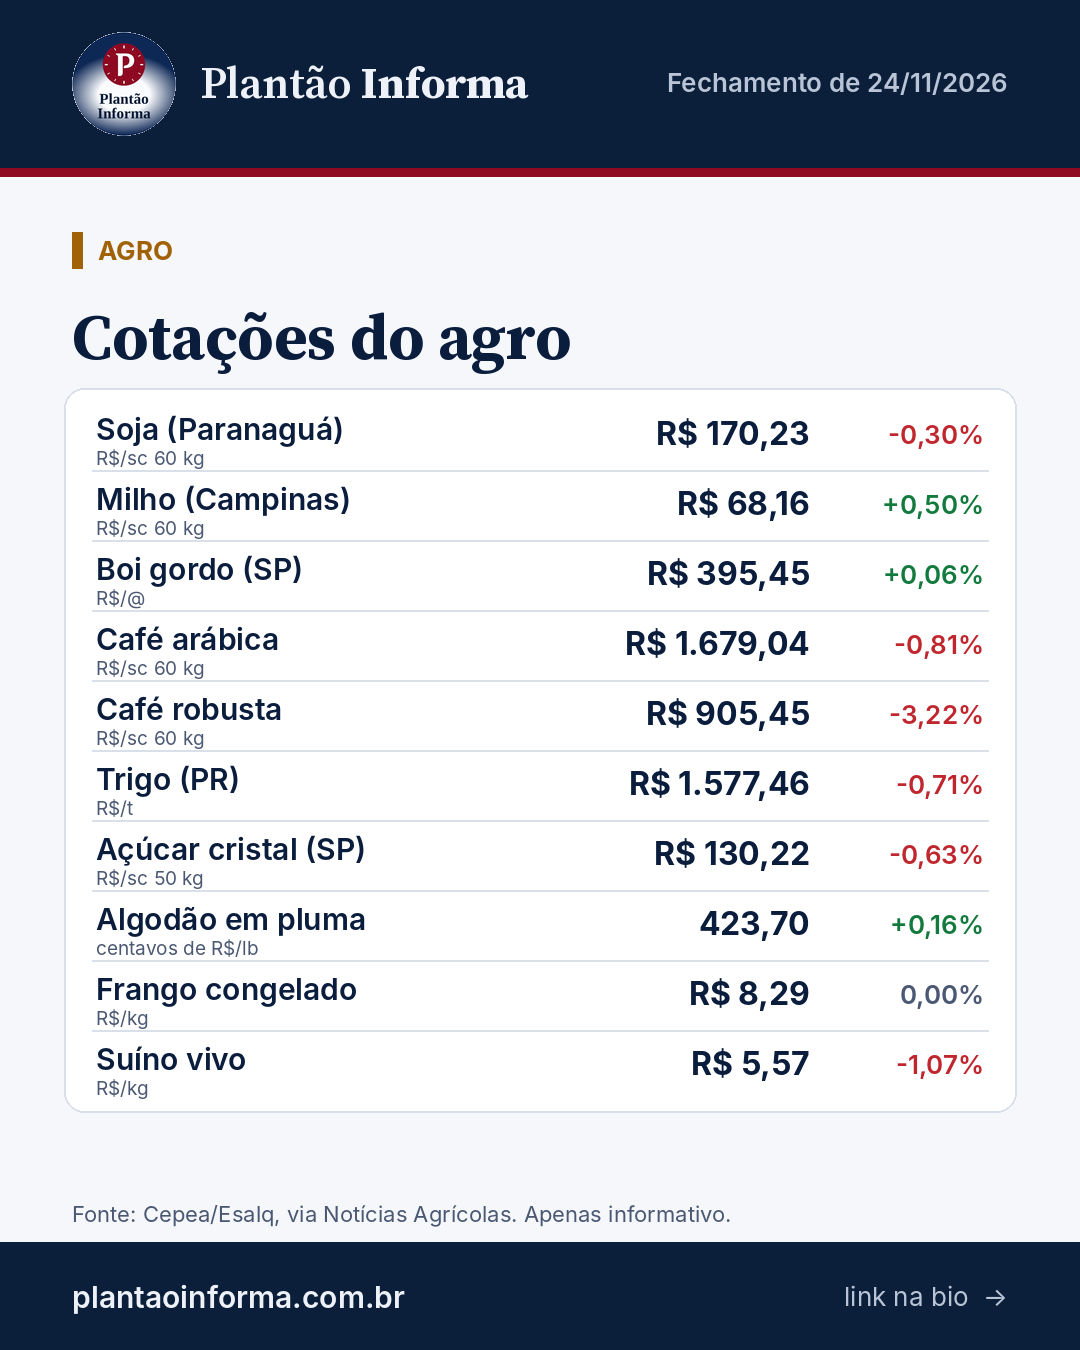 P
Plantão
Informa
Plantão Informa
Fechamento de 24/11/2026
AGRO
Cotações do agro
Soja (Paranaguá) R$ 170,23 -0,30%
R$/sc 60 kg
Milho (Campinas) R$ 68,16 +0,50%
R$/sc 60 kg
Boi gordo (SP) R$ 395,45 +0,06%
R$/@
Café arábica R$ 1.679,04 -0,81%
R$/sc 60 kg
Café robusta R$ 905,45 -3,22%
R$/sc 60 kg
Trigo (PR) R$ 1.577,46 -0,71%
R$/t
Açúcar cristal (SP) R$ 130,22 -0,63%
R$/sc 50 kg
Algodão em pluma 423,70 +0,16%
centavos de R$/lb
Frango congelado R$ 8,29 0,00%
R$/kg
Suíno vivo R$ 5,57 -1,07%
R$/kg
Fonte: Cepea/Esalq, via Notícias Agrícolas. Apenas informativo.
plantaoinforma.com.br
link na bio →